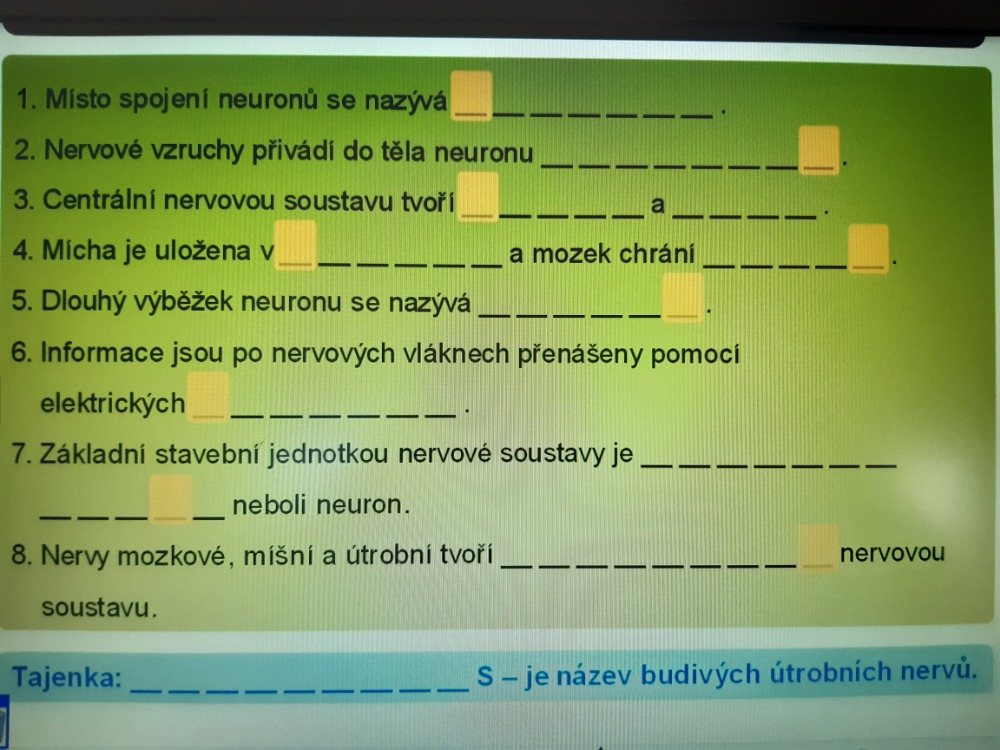 1. Místo spojení neuronů se nazývá _ _ _ _ _ _ _ .
2. Nervové vzruchy přivádí do těla neuronu _ _ _ _ _ _ _ _ .
3. Centrální nervovou soustavu tvoří _ _ _ _ _ a _ _ _ _ .
4. Mícha je uložena v _ _ _ _ _ _ a mozek chrání _ _ _ _ _ .
5. Dlouhý výběžek neuronu se nazývá _ _ _ _ _ _ .
6. Informace jsou po nervových vláknech přenášeny pomocí
elektrických _ _ _ _ _ _ _ .
7. Základní stavební jednotkou nervové soustavy je _ _ _ _ _ _ _
_ _ _ _ _ neboli neuron.
8. Nervy mozkové, míšní a útrobní tvoří _ _ _ _ _ _ _ _ _ nervovou
soustavu.
Tajenka: _ _ _ _ _ _ _ _ _ S – je název budivých útrobních nervů.